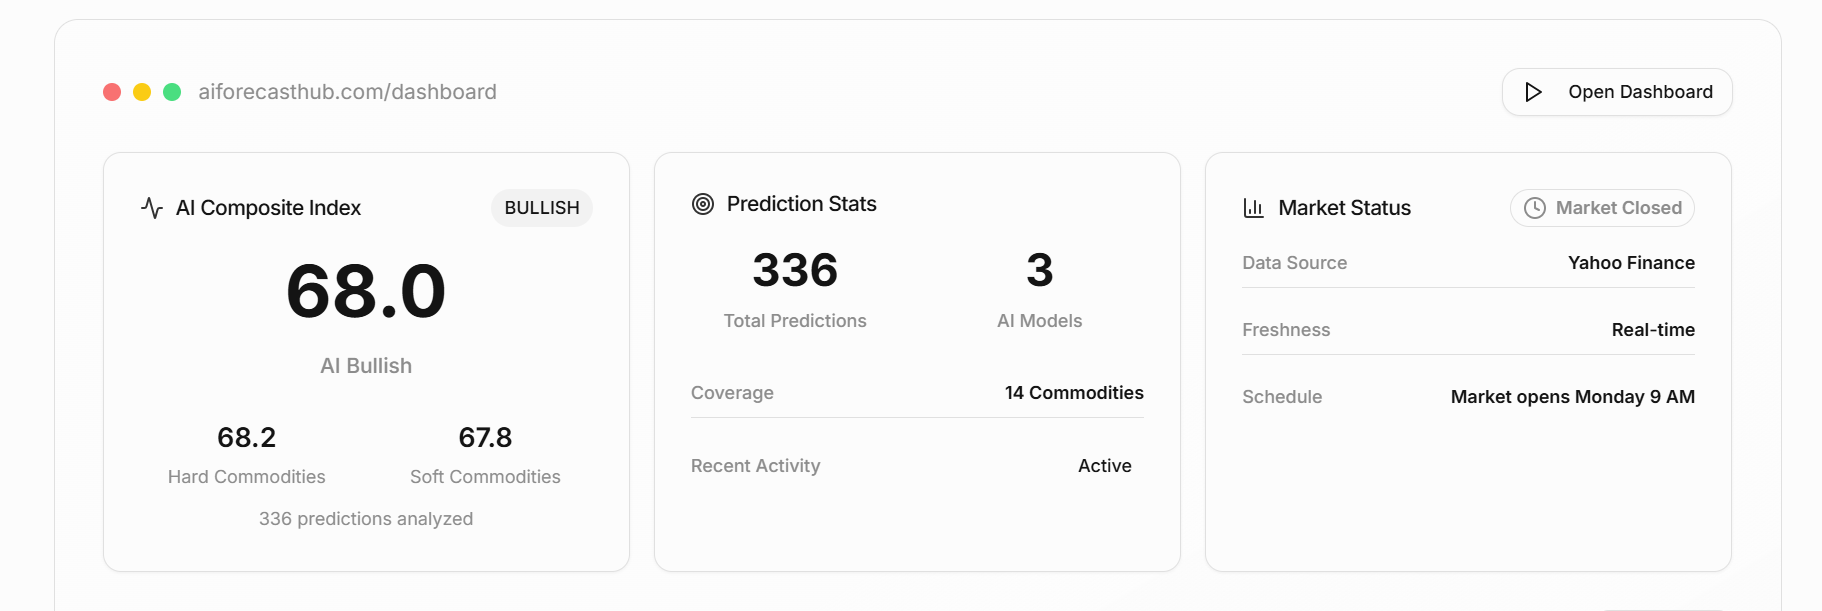 aiforecasthub.com/dashboard
Open Dashboard
AI Composite Index
BULLISH
68.0
AI Bullish
68.2
Hard Commodities
67.8
Soft Commodities
336 predictions analyzed
Prediction Stats
336
Total Predictions
3
AI Models
Coverage
14 Commodities
Recent Activity
Active
Market Status
Market Closed
Data Source
Yahoo Finance
Freshness
Real-time
Schedule
Market opens Monday 9 AM